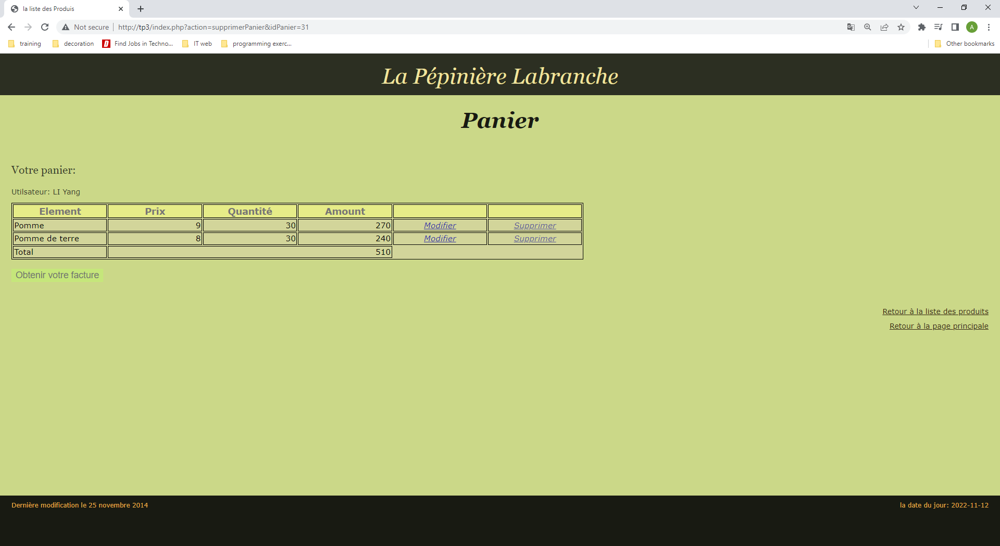 la liste des Produis
Not secure | http://tp3/index.php?action=supprimerPanier&idPanier=31
A
training decoration D Find Jobs in Techno... IT web programming exerc... Other bookmarks
La Pépinière Labranche
Panier
Votre panier:
Utilsateur: LI Yang
Element Prix Quantité Amount
Pomme 9 30 270 Modifier Supprimer
Pomme de terre 8 30 240 Modifier Supprimer
Total 510
Obtenir votre facture
Retour à la liste des produits
Retour à la page principale
Dernière modification le 25 novembre 2014 la date du jour: 2022-11-12